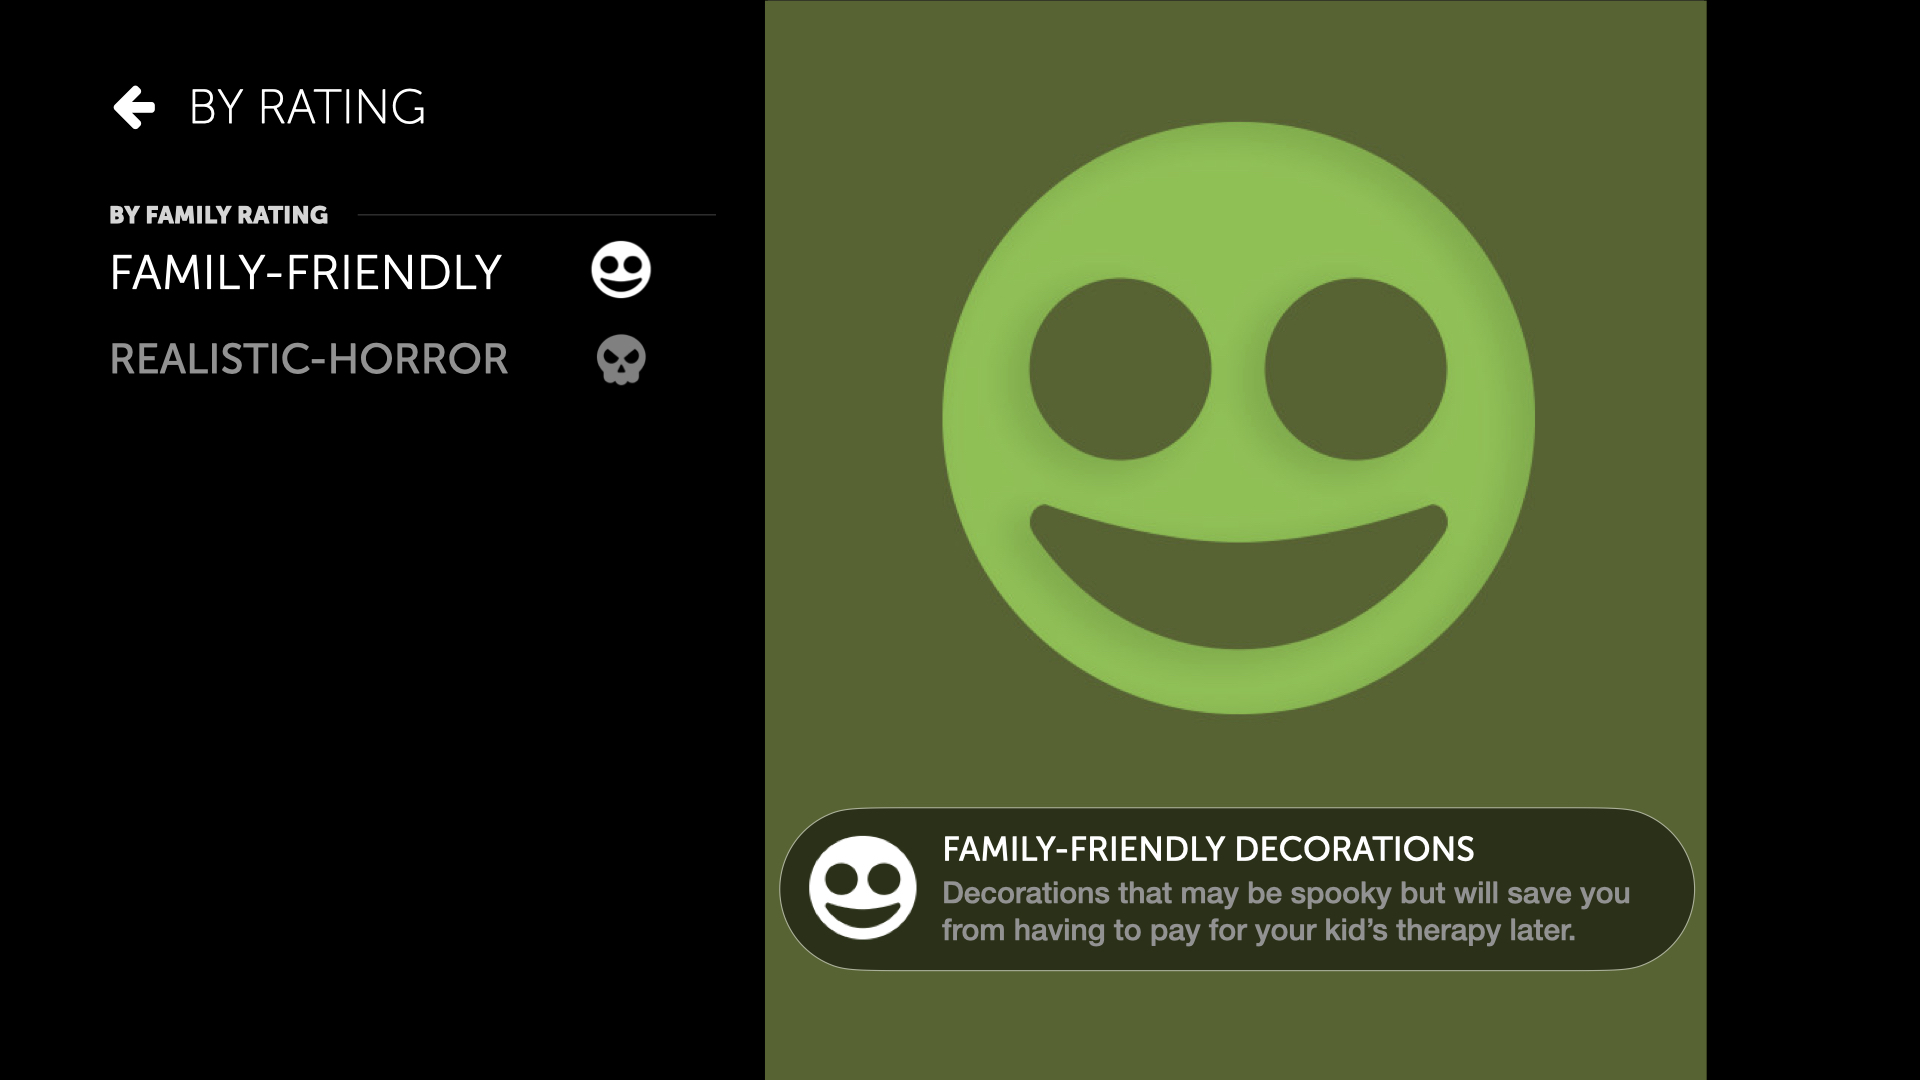 BY RATING
BY FAMILY RATING
FAMILY-FRIENDLY
REALISTIC-HORROR
FAMILY-FRIENDLY DECORATIONS
Decorations that may be spooky but will save you
from having to pay for your kid’s therapy later.